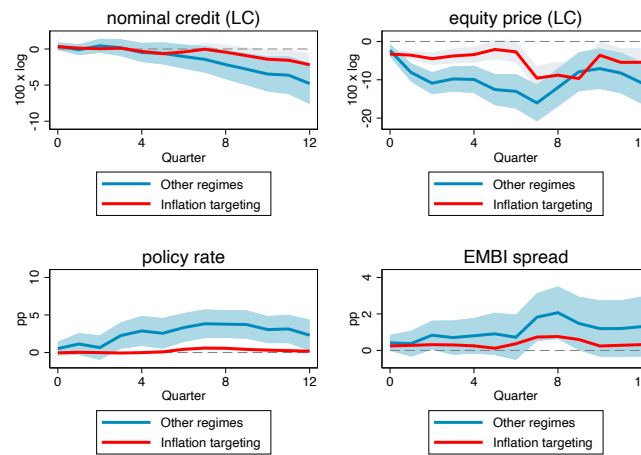 nominal credit (LC)
100 x log
0
-5
-10
0
4
8
12
Quarter
Other regimes
Inflation targeting
equity price (LC)
100 x log
0
-10
-20
0
4
8
Quarter
Other regimes
Inflation targeting
policy rate
pp
10
5
0
0
4
8
12
Quarter
Other regimes
Inflation targeting
EMBI spread
pp
4
2
0
0
4
8
Quarter
Other regimes
Inflation targeting